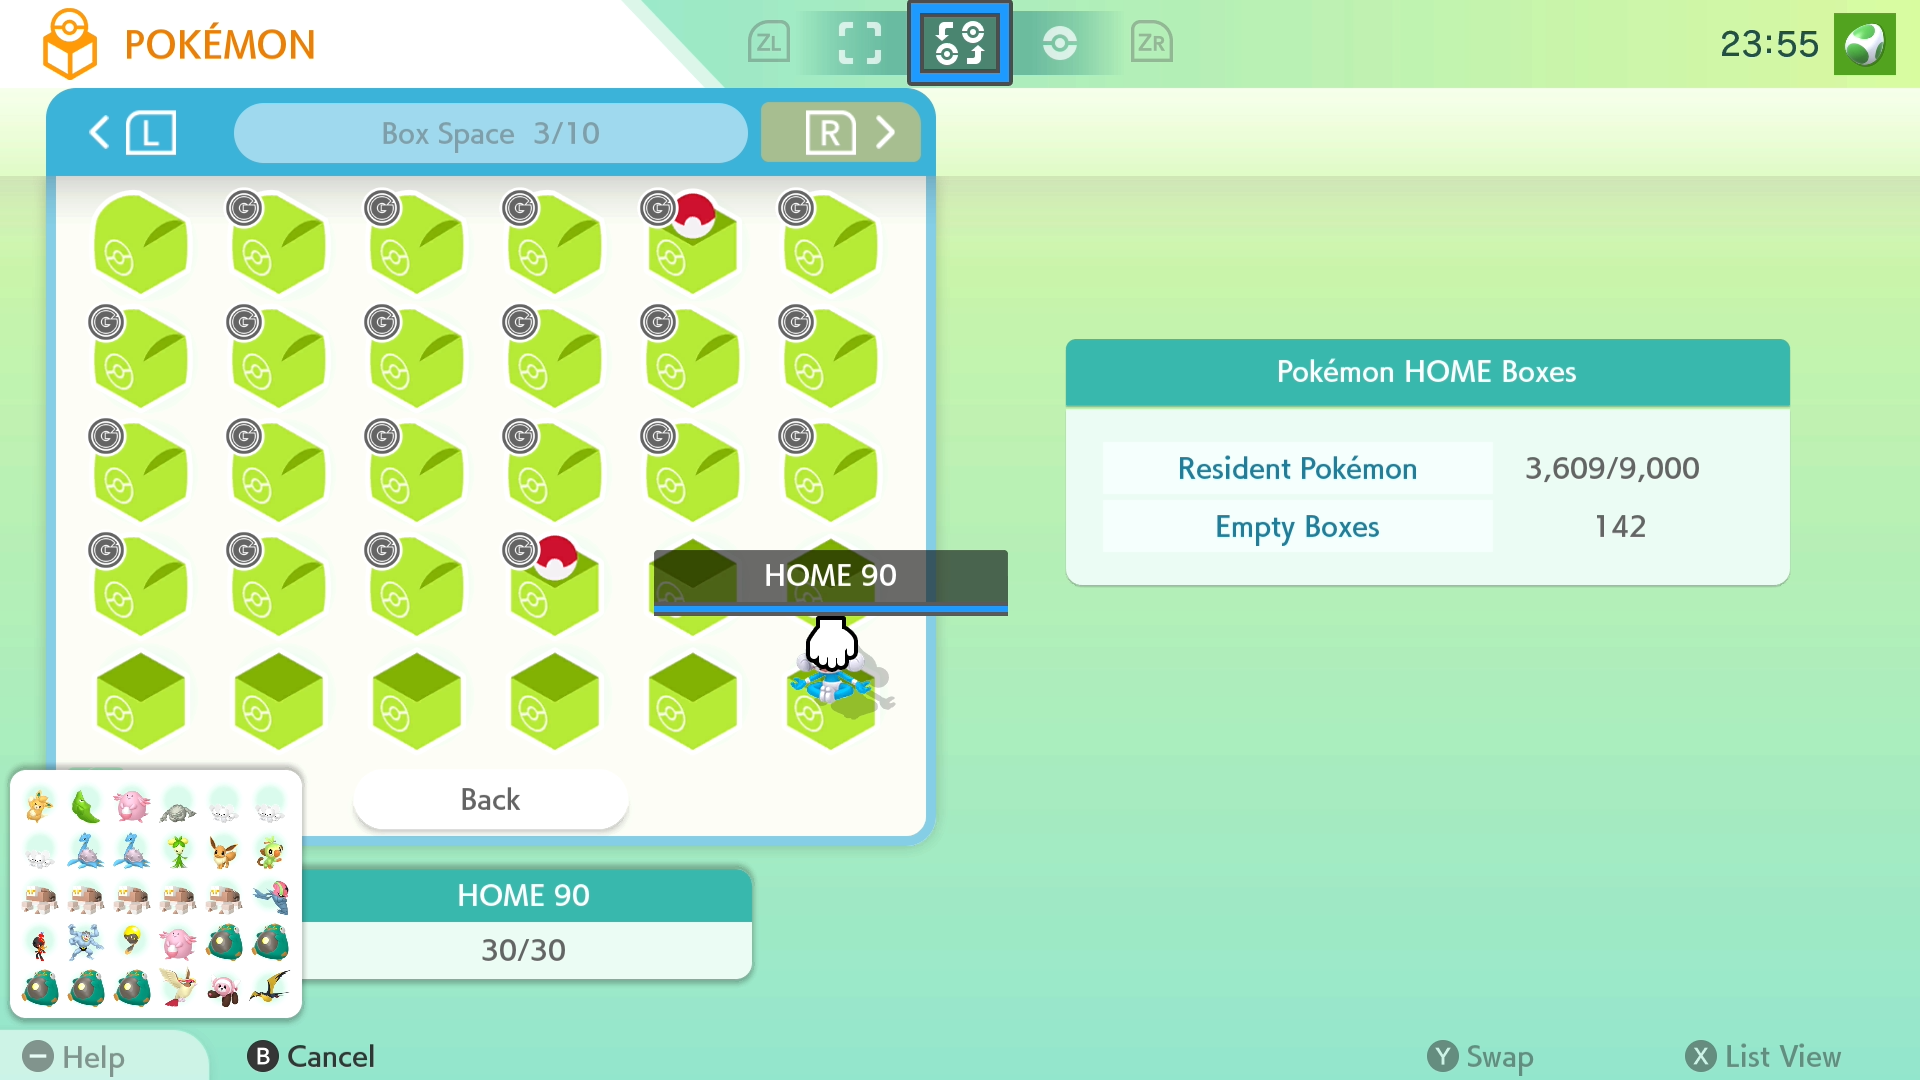 POKÉMON
ZL
ZR
23:55
L
Box Space 3/10
R
HOME 90
Pokémon HOME Boxes
Resident Pokémon 3,609/9,000
Empty Boxes 142
Back
HOME 90
30/30
Help
B Cancel
Y Swap
X List View